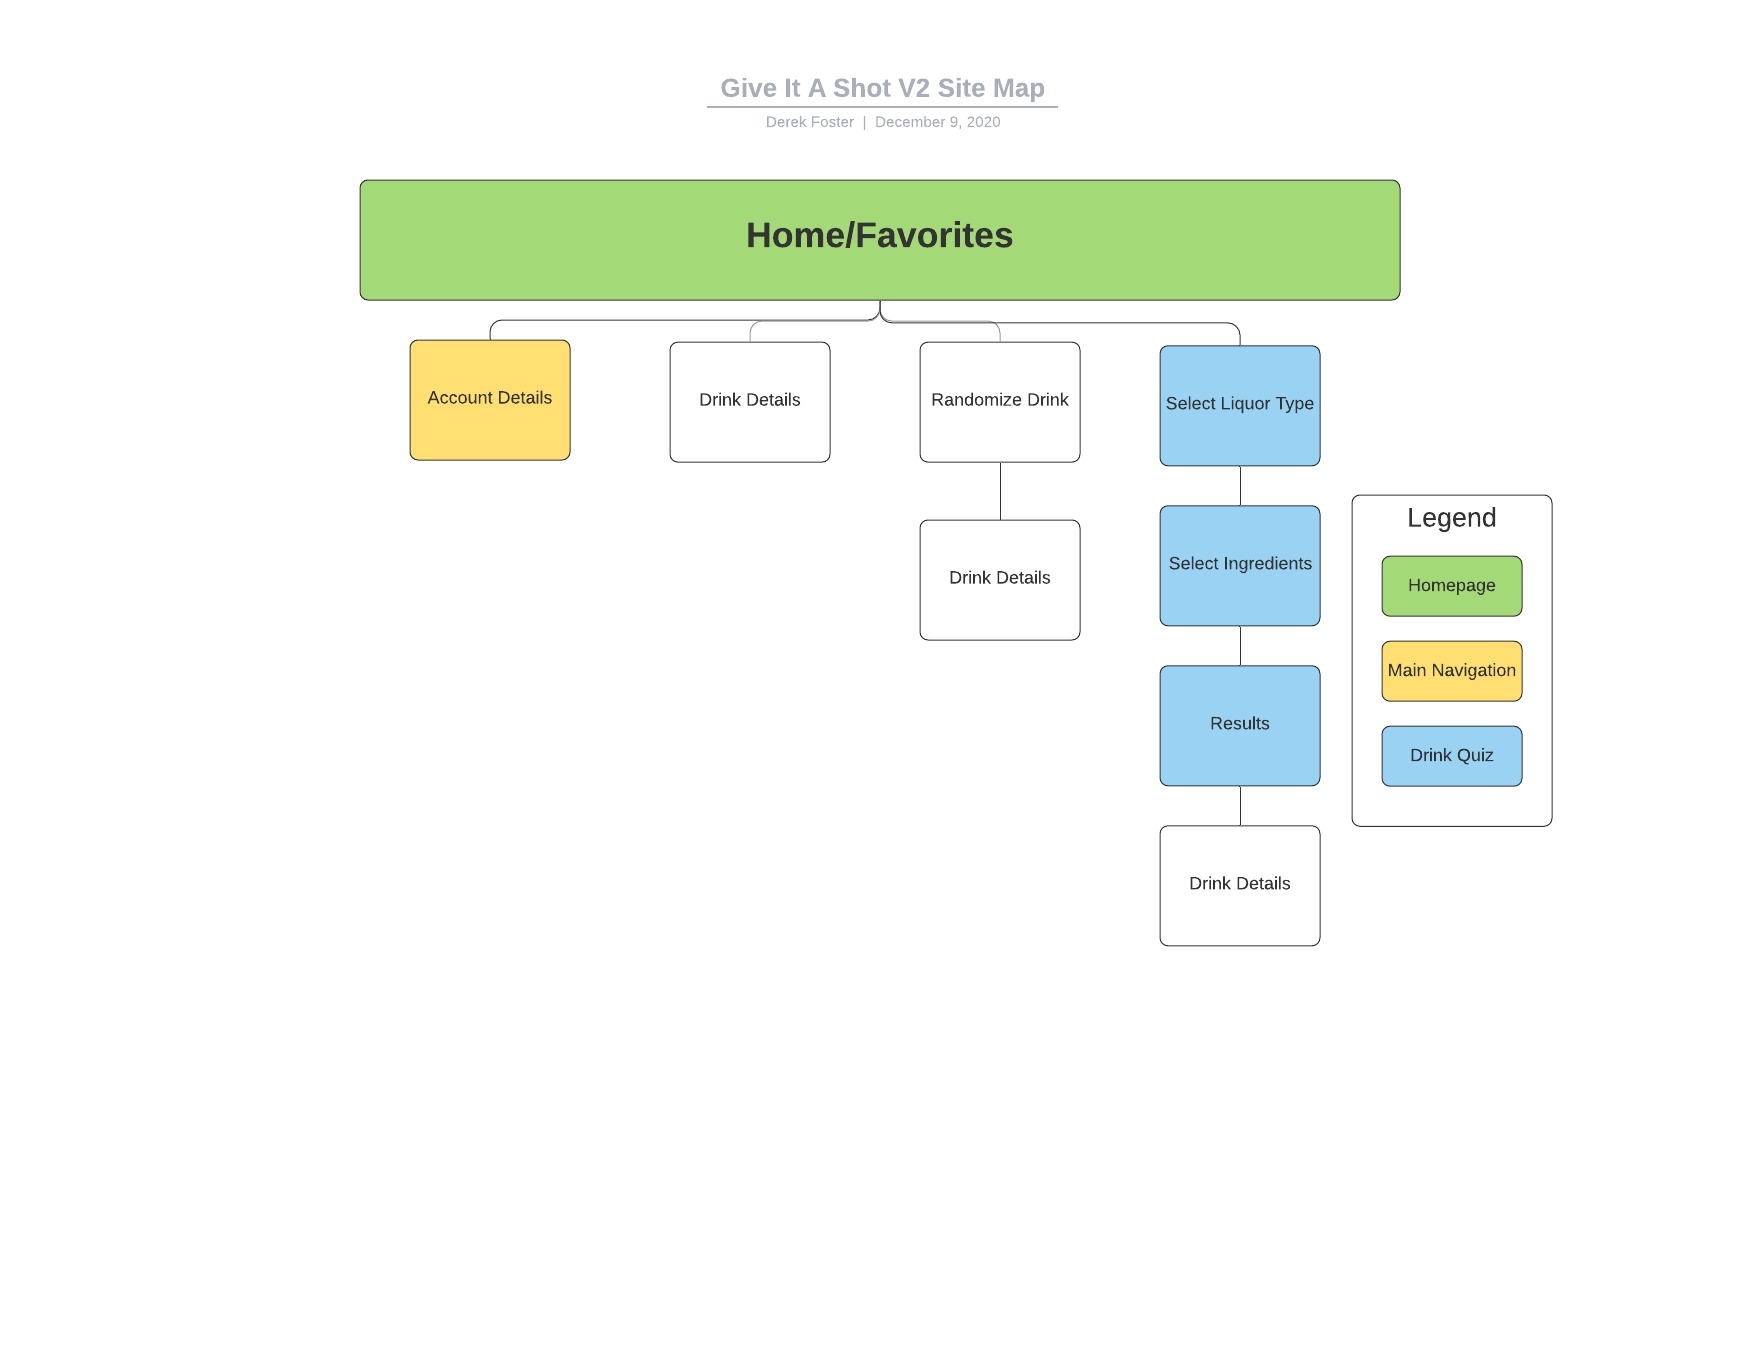 Give It A Shot V2 Site Map
Derek Foster | December 9, 2020
Home/Favorites
Account Details
Drink Details
Randomize Drink
Select Liquor Type
Drink Details
Select Ingredients
Results
Drink Details
Legend
Homepage
Main Navigation
Drink Quiz